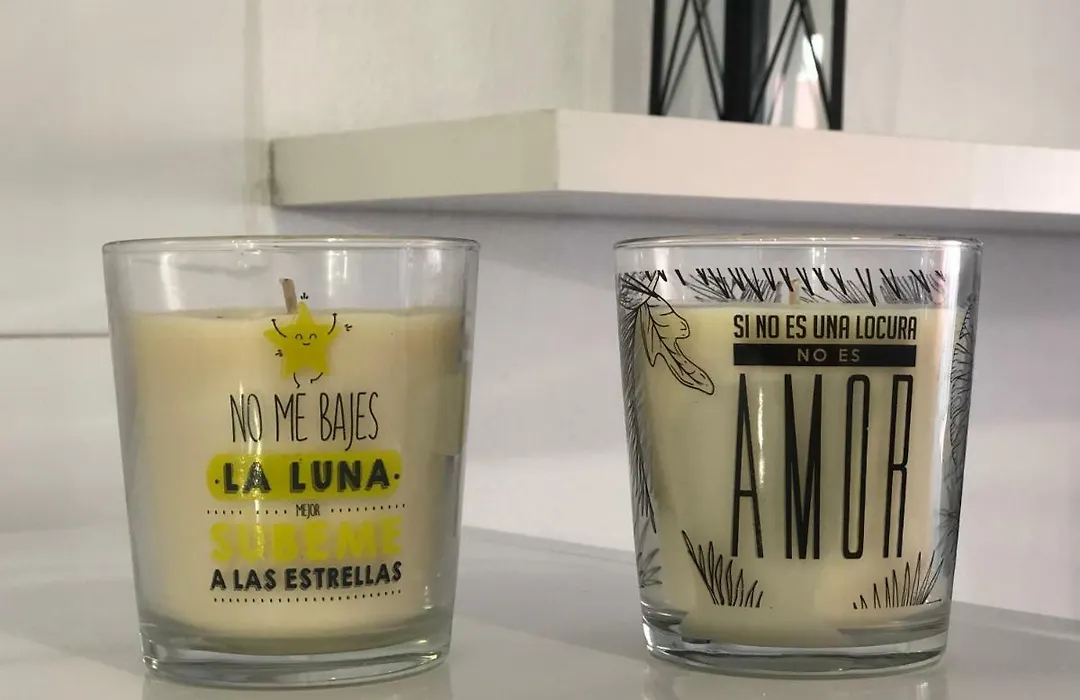 NO ME BAJES
·LA LUNA·
MEJOR
SUBEME
A LAS ESTRELLAS
SI NO ES UNA LOCURA
NO ES
AMOR